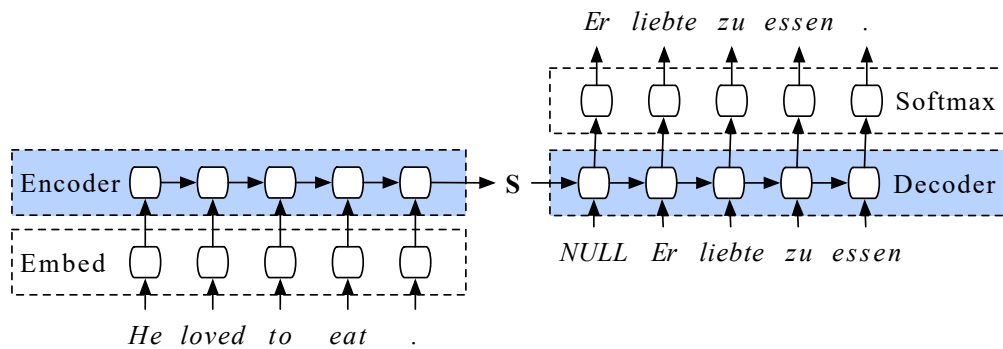 Er liebte zu essen .
Softmax
Encoder
S
Decoder
NULL Er liebte zu essen
Embed
He loved to eat .